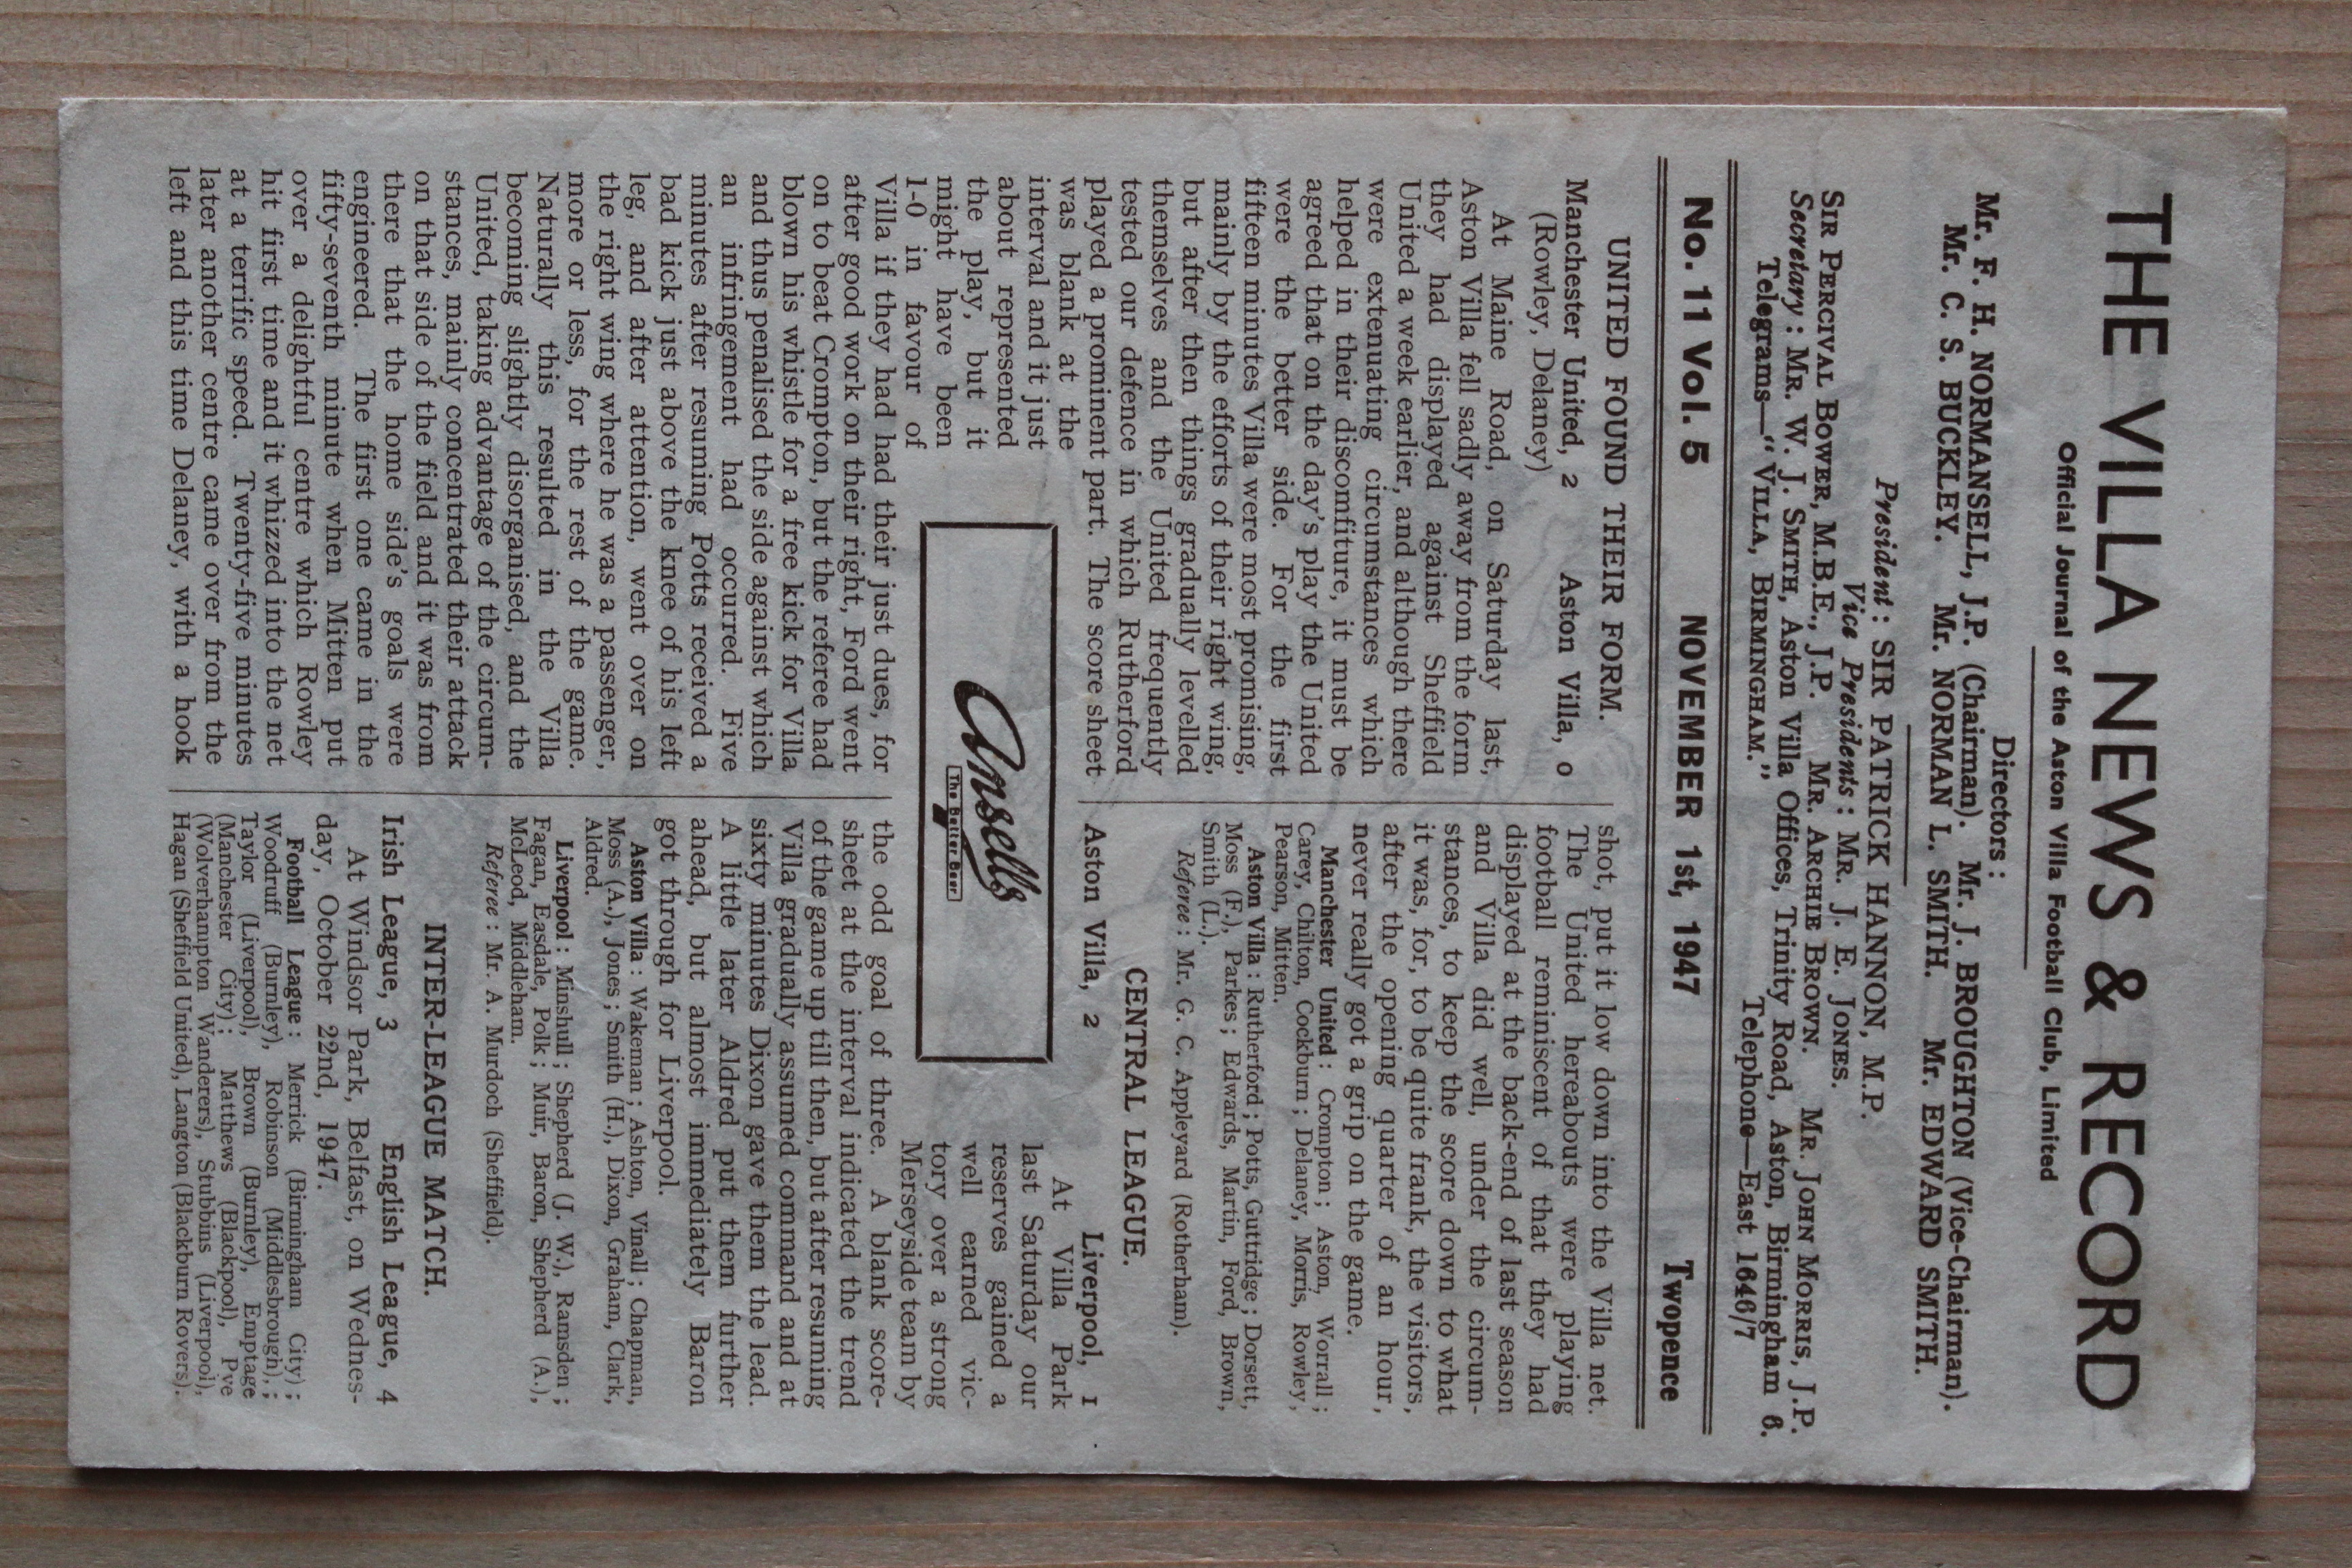 THE VILLA NEWS & RECORD
Official Journal of the Aston Villa Football Club, Limited
Directors :
Mr. F. H. NORMANSELL, J.P. (Chairman). Mr. J. BROUGHTON (Vice-Chairman).
Mr. C. S. BUCKLEY. Mr. NORMAN L. SMITH. Mr. EDWARD SMITH.
President : SIR PATRICK HANNON, M.P.
Vice Presidents : MR. J. E. JONES.
SIR PERCIVAL BOWER, M.B.E., J.P. MR. ARCHIE BROWN. MR. JOHN MORRIS, J.P.
Secretary : MR. W. J. SMITH, Aston Villa Offices, Trinity Road, Aston, Birmingham 6.
Telegrams—“ VILLA, BIRMINGHAM.” Telephone—East 1646/7
No. 11 Vol. 5 NOVEMBER 1st, 1947 Twopence
UNITED FOUND THEIR FORM.
Manchester United, 2 Aston Villa, 0
(Rowley, Delaney)
At Maine Road, on Saturday last,
Aston Villa fell sadly away from the form
they had displayed against Sheffield
United a week earlier, and although there
were extenuating circumstances which
helped in their discomfiture, it must be
agreed that on the day's play the United
were the better side. For the first
fifteen minutes Villa were most promising,
mainly by the efforts of their right wing,
but after then things gradually levelled
themselves and the United frequently
tested our defence in which Rutherford
played a prominent part. The score sheet
was blank at the
interval and it just
about represented
the play, but it
might have been
1-0 in favour of
Villa if they had had their just dues, for
after good work on their right, Ford went
on to beat Crompton, but the referee had
blown his whistle for a free kick for Villa
and thus penalised the side against which
an infringement had occurred. Five
minutes after resuming Potts received a
bad kick just above the knee of his left
leg, and after attention, went over on
the right wing where he was a passenger,
more or less, for the rest of the game.
Naturally this resulted in the Villa
becoming slightly disorganised, and the
United, taking advantage of the circum-
stances, mainly concentrated their attack
on that side of the field and it was from
there that the home side's goals were
engineered. The first one came in the
fifty-seventh minute when Mitten put
over a delightful centre which Rowley
hit first time and it whizzed into the net
at a terrific speed. Twenty-five minutes
later another centre came over from the
left and this time Delaney, with a hook
shot, put it low down into the Villa net.
The United hereabouts were playing
football reminiscent of that they had
displayed at the back-end of last season
and Villa did well, under the circum-
stances, to keep the score down to what
it was, for, to be quite frank, the visitors,
after the opening quarter of an hour,
never really got a grip on the game.
Manchester United : Crompton ; Aston, Worrall ;
Carey, Chilton, Cockburn ; Delaney, Morris, Rowley,
Pearson, Mitten.
Aston Villa : Rutherford ; Potts, Guttridge ; Dorsett,
Moss (F.), Parkes ; Edwards, Martin, Ford, Brown,
Smith (L.).
Referee : Mr. G. C. Appleyard (Rotherham).
CENTRAL LEAGUE.
Aston Villa, 2 Liverpool, 1
At Villa Park
last Saturday our
reserves gained a
well earned vic-
tory over a strong
Merseyside team by
the odd goal of three. A blank score-
sheet at the interval indicated the trend
of the game up till then, but after resuming
Villa gradually assumed command and at
sixty minutes Dixon gave them the lead.
A little later Aldred put them further
ahead, but almost immediately Baron
got through for Liverpool.
Aston Villa : Wakeman ; Ashton, Vinall ; Chapman,
Moss (A.), Jones ; Smith (H.), Dixon, Graham, Clark,
Aldred.
Liverpool : Minshull ; Shepherd (J. W.), Ramsden ;
Fagan, Easdale, Polk ; Muir, Baron, Shepherd (A.),
McLeod, Middleham.
Referee : Mr. A. Murdoch (Sheffield).
INTER-LEAGUE MATCH.
Irish League, 3 English League, 4
At Windsor Park, Belfast, on Wednes-
day, October 22nd, 1947.
Football League : Merrick (Birmingham City) ;
Woodruff (Burnley), Robinson (Middlesbrough), ;
Taylor (Liverpool), Brown (Burnley), Emptage
(Manchester City) ; Matthews (Blackpool), Pye
(Wolverhampton Wanderers), Stubbins (Liverpool),
Hagan (Sheffield United), Langton (Blackburn Rovers).
Ansells
The Better Beer